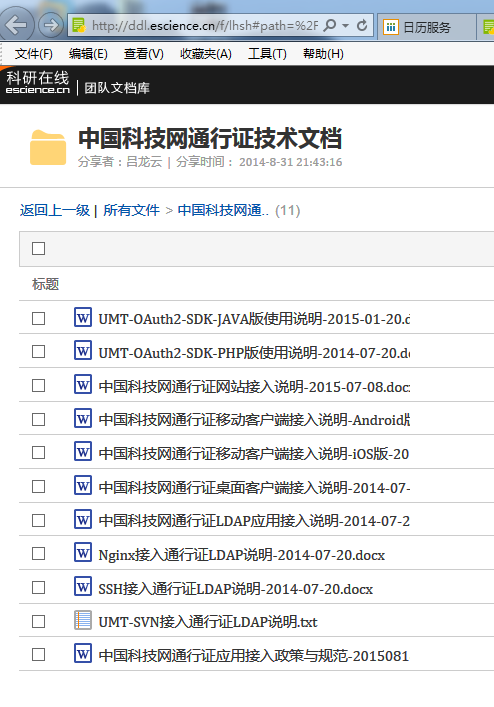 http://ddl.escience.cn/f/lhsh#path=%2F
日历服务
文件(F) 编辑(E) 查看(V) 收藏夹(A) 工具(T) 帮助(H)
科研在线
escience.cn | 团队文档库
中国科技网通行证技术文档
分享者：吕龙云 | 分享时间： 2014-8-31 21:43:16
返回上一级 | 所有文件 > 中国科技网通.. (11)
标题
UMT-OAuth2-SDK-JAVA版使用说明-2015-01-20.d
UMT-OAuth2-SDK-PHP版使用说明-2014-07-20.d
中国科技网通行证网站接入说明-2015-07-08.doc
中国科技网通行证移动客户端接入说明-Android版
中国科技网通行证移动客户端接入说明-iOS版-20
中国科技网通行证桌面客户端接入说明-2014-07-
中国科技网通行证LDAP应用接入说明-2014-07-2
Nginx接入通行证LDAP说明-2014-07-20.docx
SSH接入通行证LDAP说明-2014-07-20.docx
UMT-SVN接入通行证LDAP说明.txt
中国科技网通行证应用接入政策与规范-2015081